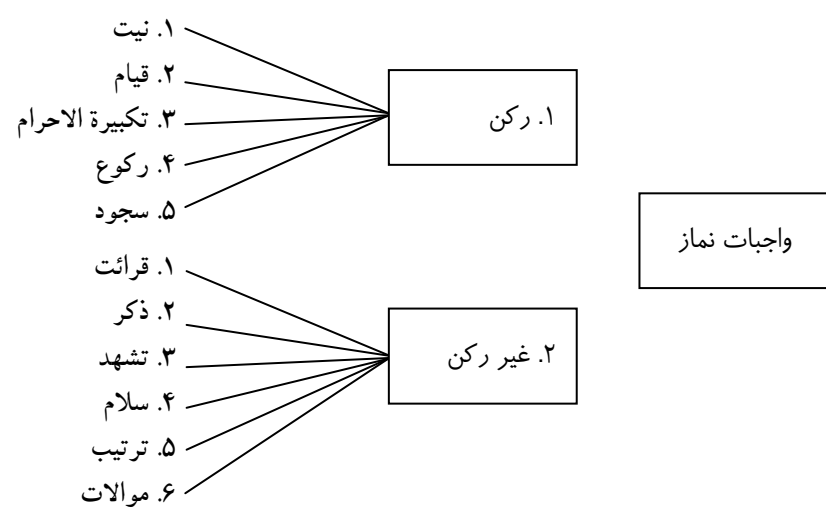 واجبات نماز
۱. رکن
۱. نیت
۲. قیام
۳. تکبیرة الاحرام
۴. رکوع
۵. سجود
۲. غیر رکن
۱. قرائت
۲. ذکر
۳. تشهد
۴. سلام
۵. ترتیب
۶. موالات